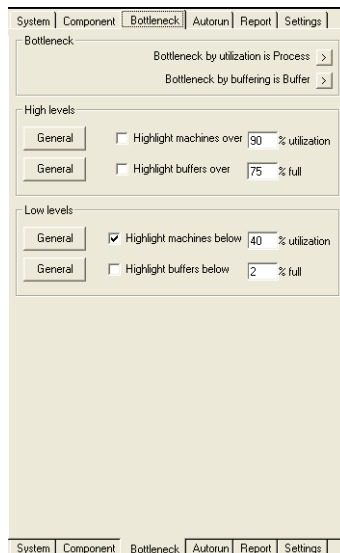 System Component Bottleneck Autorun Report Settings
Bottleneck
Bottleneck by utilization is Process >
Bottleneck by buffering is Buffer >
High levels
General Highlight machines over 90 % utilization
General Highlight buffers over 75 % full
Low levels
General Highlight machines below 40 % utilization
General Highlight buffers below 2 % full
System Component Bottleneck Autorun Report Settings